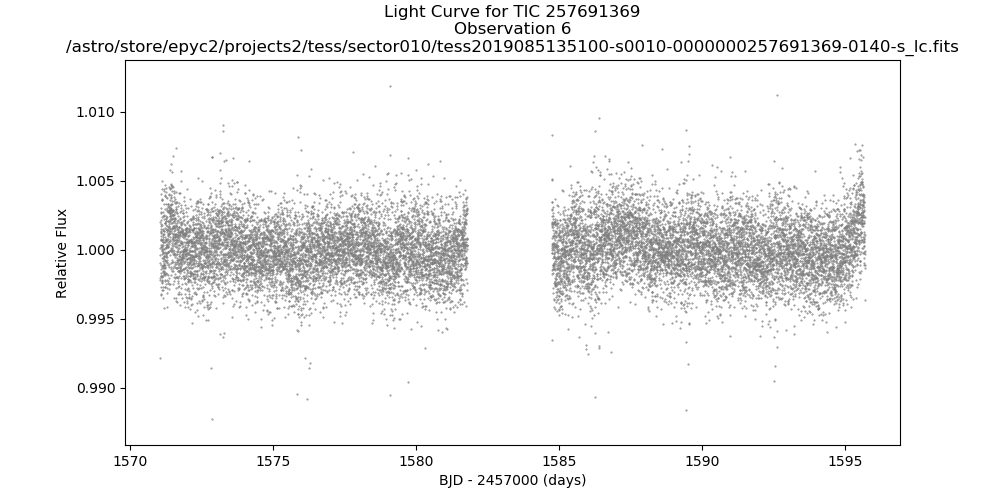 Light Curve for TIC 257691369
Observation 6
/astro/store/epyc2/projects2/tess/sector010/tess2019085135100-s0010-0000000257691369-0140-s_lc.fits
1.010
1.005
1.000
0.995
0.990
Relative Flux
1570 1575 1580 1585 1590 1595
BJD - 2457000 (days)